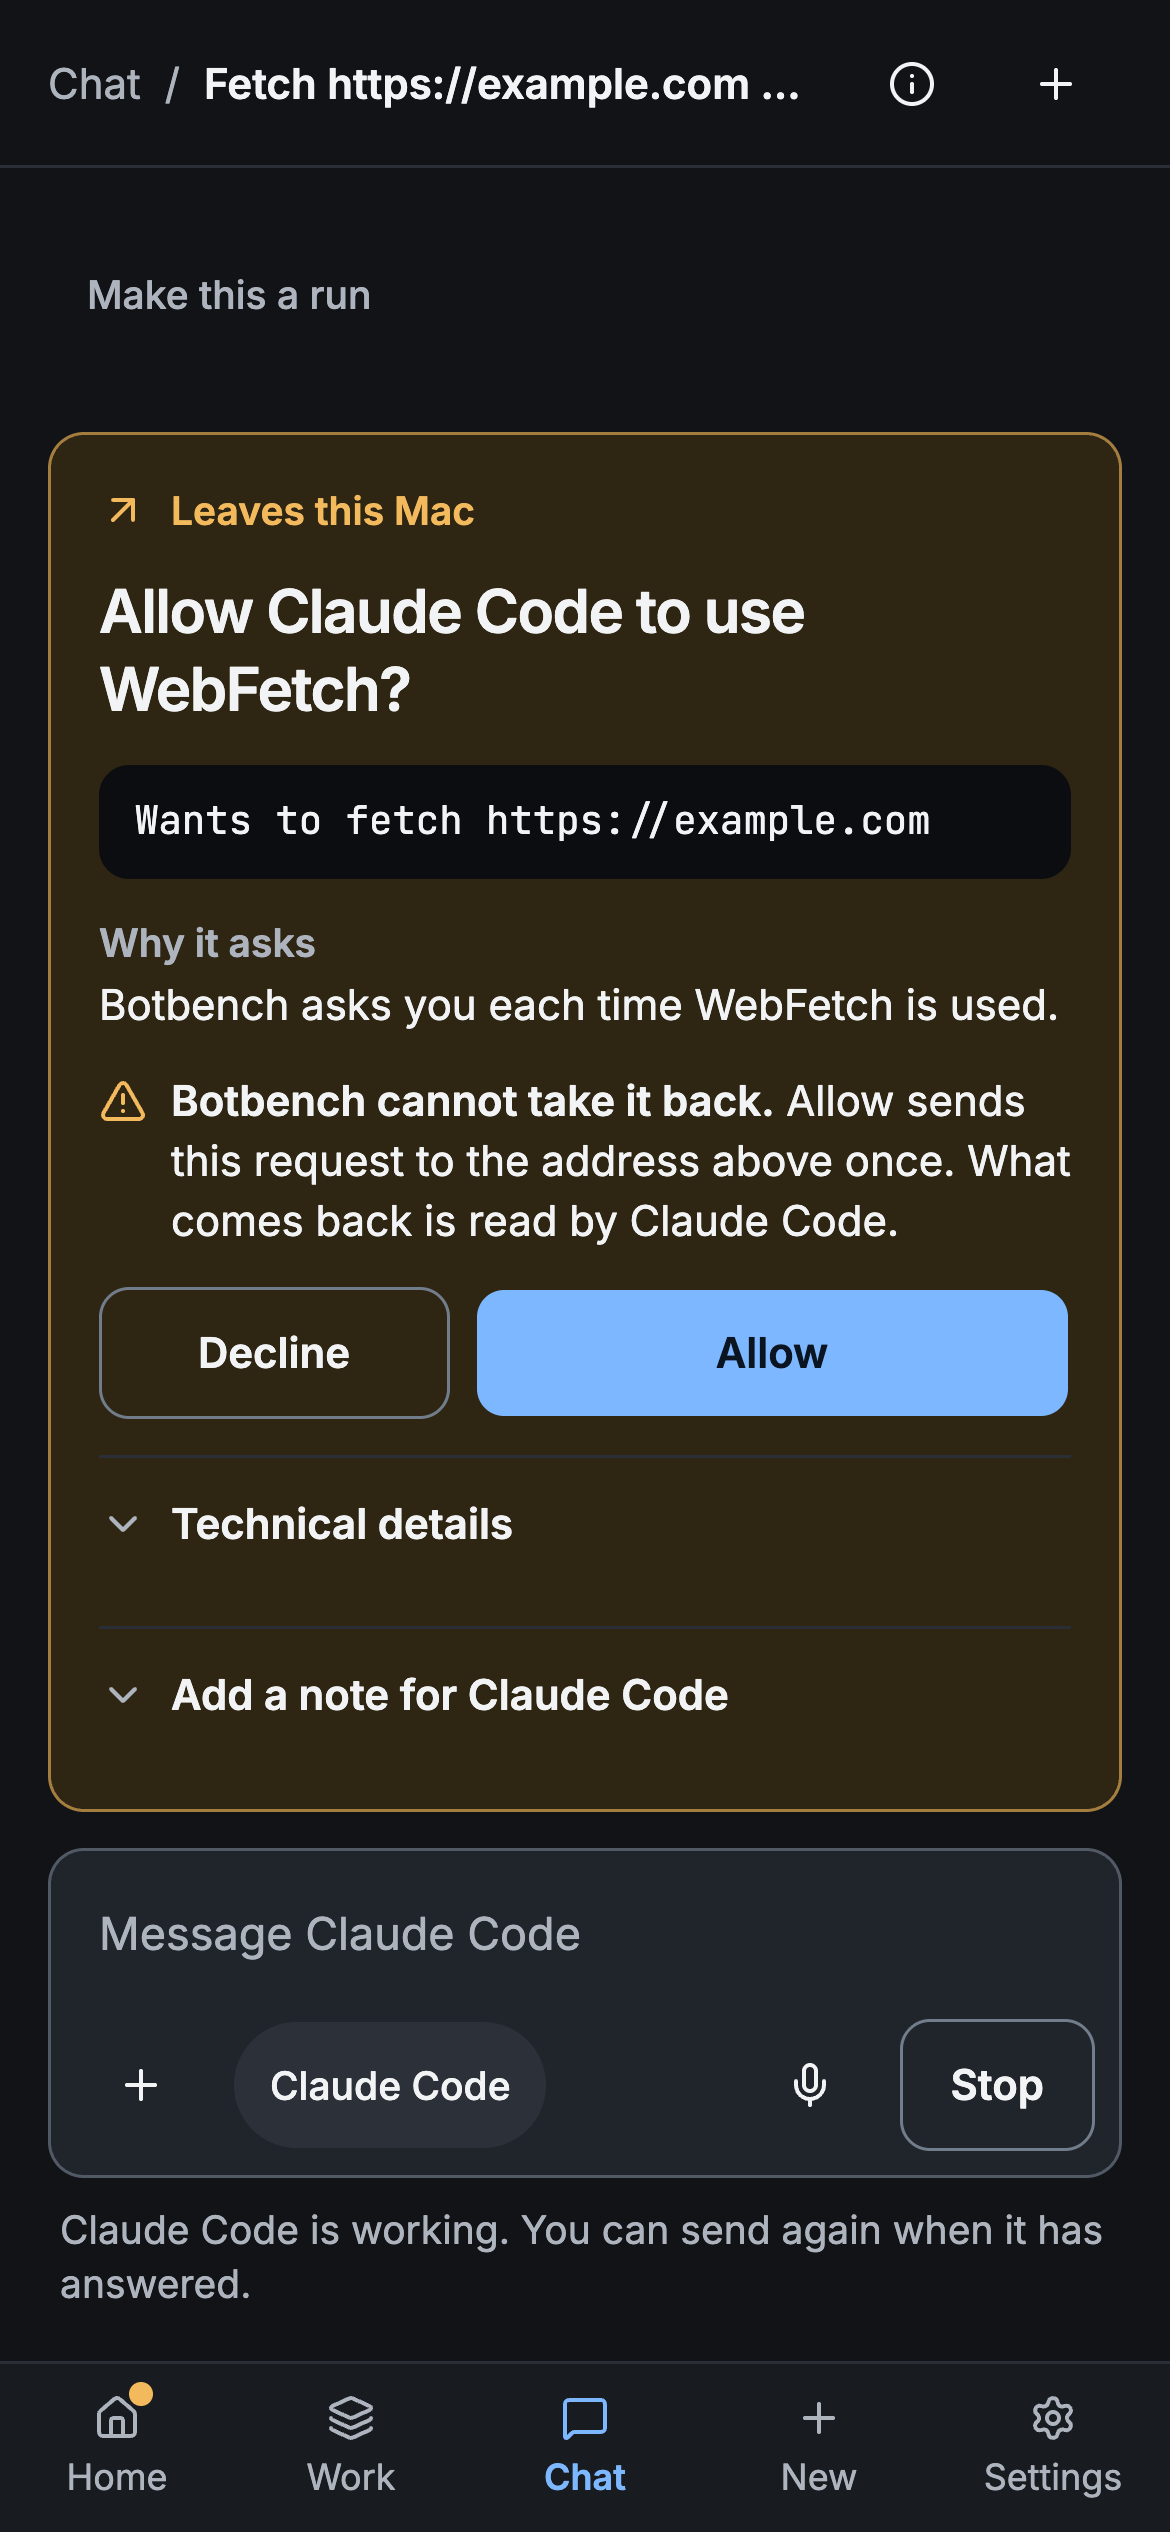 Chat / Fetch https://example.com ...
Make this a run
Leaves this Mac
Allow Claude Code to use
WebFetch?
Wants to fetch https://example.com
Why it asks
Botbench asks you each time WebFetch is used.
Botbench cannot take it back. Allow sends
this request to the address above once. What
comes back is read by Claude Code.
Decline
Allow
Technical details
Add a note for Claude Code
Message Claude Code
Claude Code
Stop
Claude Code is working. You can send again when it has
answered.
Home
Work
Chat
New
Settings